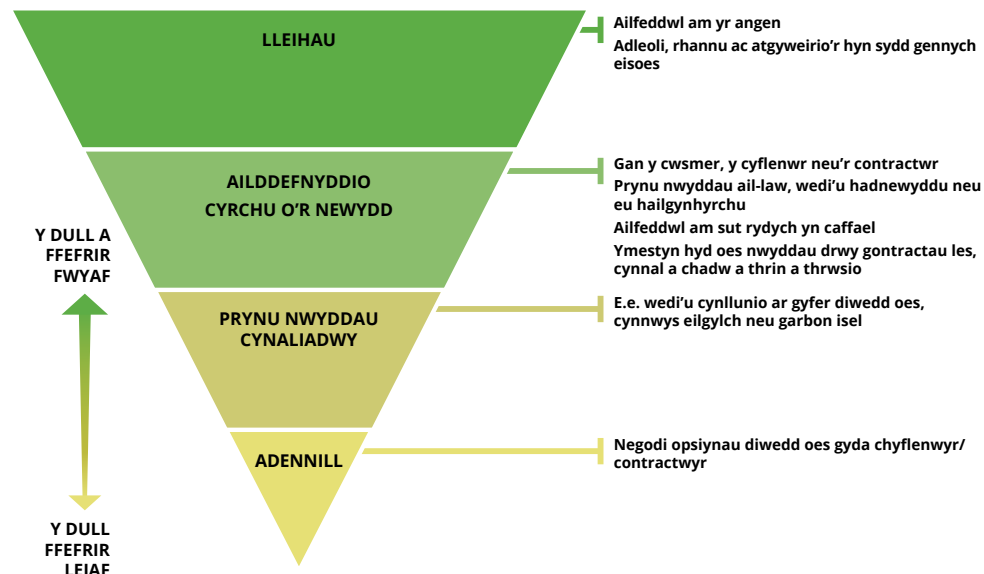 LLEIHAU
Ailfeddwl am yr angen
Adleoli, rhannu ac atgyweirio’r hyn sydd gennych
eisoes
AILDDEFNYDDIO
CYRCHU O’R NEWYDD
Gan y cwsmer, y cyflenwr neu’r contractwr
Prynu nwyddau ail-law, wedi’u hadnewyddu neu
eu hailgynhyrchu
Ailfeddwl am sut rydych yn caffael
Ymestyn hyd oes nwyddau drwy gontractau les,
cynnal a chadw a thrin a thrwsio
Y DULL A
FFEFRIR
FWYAF
PRYNU NWYDDAU
CYNALIADWY
E.e. wedi’u cynllunio ar gyfer diwedd oes,
cynnwys eilgylch neu garbon isel
ADENNILL
Negodi opsiynau diwedd oes gyda chyflenwyr/
contractwyr
Y DULL
FFEFRIR
LEIAF